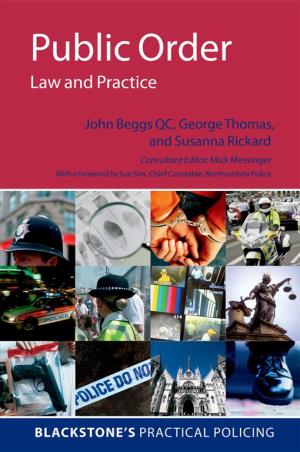 Public Order
Law and Practice
John Beggs QC, George Thomas,
and Susanna Rickard
Consultant Editor: Mick Messinger
With a Foreword by Sue Sim, Chief Constable, Northumbria Police
POLICE DO NO
BLACKSTONE'S PRACTICAL POLICING